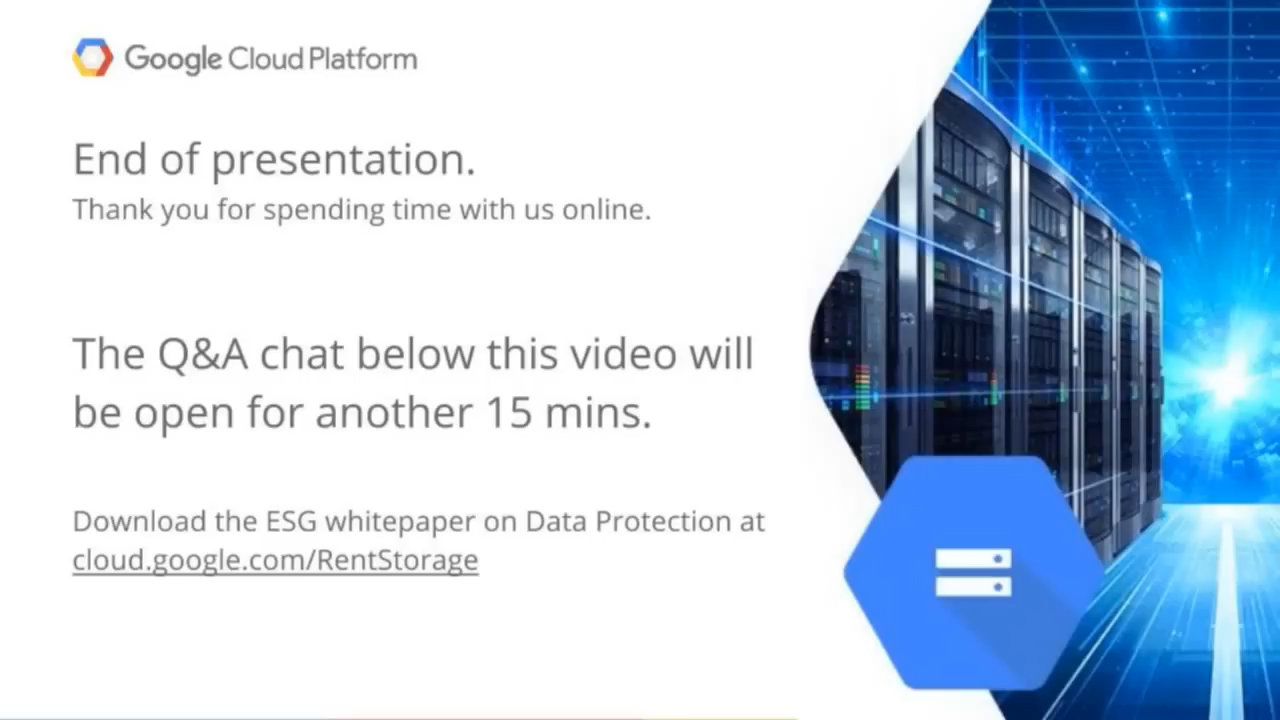 Google Cloud Platform
End of presentation.
Thank you for spending time with us online.
The Q&A chat below this video will
be open for another 15 mins.
Download the ESG whitepaper on Data Protection at
cloud.google.com/RentStorage